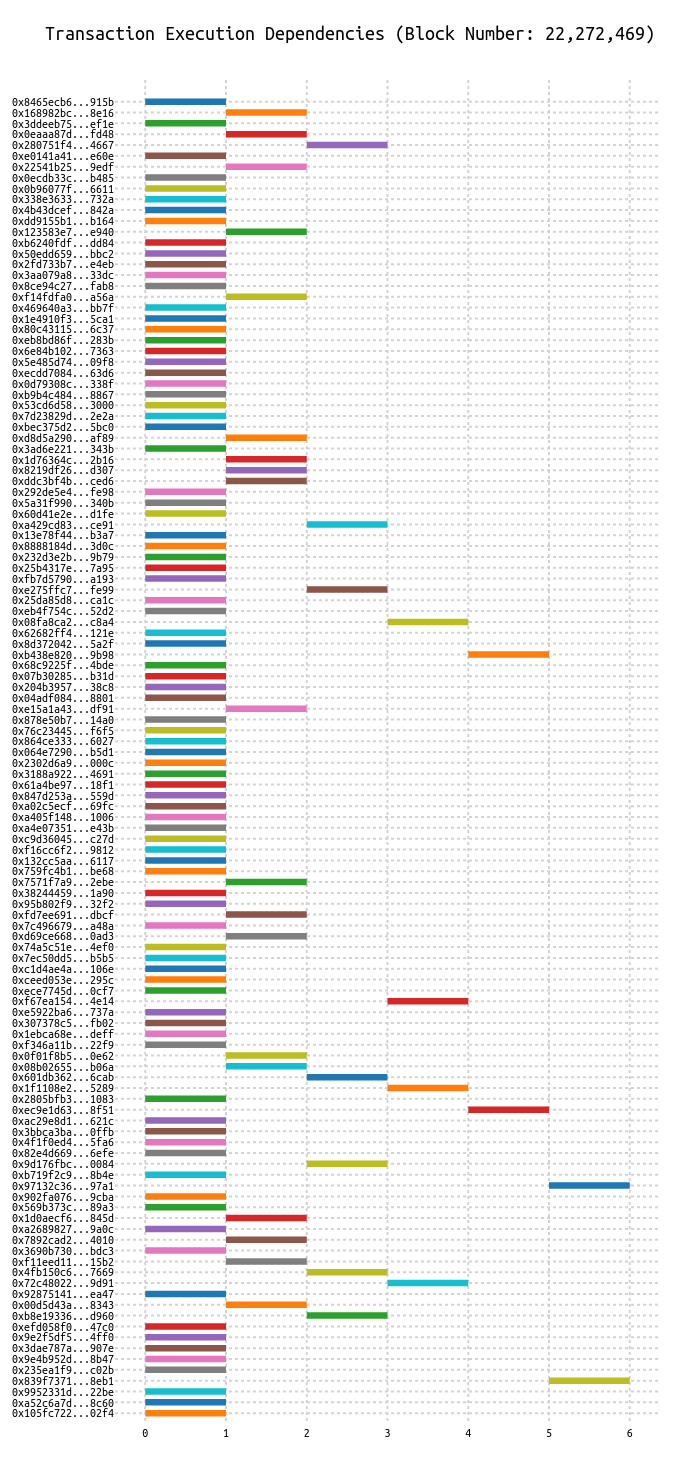 Transaction Execution Dependencies (Block Number: 22,272,469)
0x8465ecb6...915b
0x168982bc...8e16
0x3ddeeb75...ef1e
0x0eaaa87d...fd48
0x280751f4...4667
0xe0141a41...e60e
0x22541b25...9edf
0x0ecdb33c...b485
0x0b96077f...6611
0x338e3633...732a
0x4b43dcef...842a
0xdd9155b1...b164
0x123583e7...e940
0xb6240fdf...dd84
0x50edd659...bbc2
0x2fd733b7...e4eb
0x3aa079a8...33dc
0x8ce94c27...fab8
0xf14fdfa0...a56a
0x469640a3...bb7f
0x1e4910f3...5ca1
0x80c43115...6c37
0xeb8bd86f...283b
0x6e84b102...7363
0x5e485d74...09f8
0xecdd7084...63d6
0x0d79308c...338f
0xb9b4c484...8867
0x53cd6d58...3000
0x7d23829d...2e2a
0xbec375d2...5bc0
0xd8d5a290...af89
0x3ad6e221...343b
0x1d76364c...2b16
0x8219df26...d307
0xddc3bf4b...ced6
0x292de5e4...fe98
0x5a31f990...340b
0x60d41e2e...d1fe
0xa429cd83...ce91
0x13e78f44...b3a7
0x8888184d...3d0c
0x232d3e2b...9b79
0x25b4317e...7a95
0xfb7d5790...a193
0xe275ffc7...fe99
0x25da85d8...ca1c
0xeb4f754c...52d2
0x08fa8ca2...c8a4
0x62682ff4...121e
0x8d372042...5a2f
0xb438e820...9b98
0x68c9225f...4bde
0x07b30285...b31d
0x204b3957...38c8
0x04adf084...8801
0xe15a1a43...df91
0x878e50b7...14a0
0x76c23445...f6f5
0x864ce333...6027
0x064e7290...b5d1
0x2302d6a9...000c
0x3188a922...4691
0x61a4be97...18f1
0x847d253a...559d
0xa02c5ecf...69fc
0xa405f148...1006
0xa4e07351...e43b
0xc9d36045...c27d
0xf16cc6f2...9812
0x132cc5aa...6117
0x759fc4b1...be68
0x7571f7a9...2ebe
0x38244459...1a90
0x95b802f9...32f2
0xfd7ee691...dbcf
0x7c496679...a48a
0xd69ce668...0ad3
0x74a5c51e...4ef0
0x7ec50dd5...b5b5
0xc1d4ae4a...106e
0xceed053e...295c
0xece7745d...0cf7
0xf67ea154...4e14
0xe5922ba6...737a
0x307378c5...fb02
0x1ebca68e...deff
0xf346a11b...22f9
0x0f01f8b5...0e62
0x08b02655...b06a
0x601db362...6cab
0x1f1108e2...5289
0x2805bfb3...1083
0xec9e1d63...8f51
0xac29e8d1...621c
0x3bbca3ba...0ffb
0x4f1f0ed4...5fa6
0x82e4d669...6efe
0x9d176fbc...0084
0xb719f2c9...8b4e
0x97132c36...97a1
0x902fa076...9cba
0x569b373c...89a3
0x1d0aecf6...845d
0xa2689827...9a0c
0x7892cad2...4010
0x3690b730...bdc3
0xf11eed11...15b2
0x4fb150c6...7669
0x72c48022...9d91
0x92875141...ea47
0x00d5d43a...8343
0xb8e19336...d960
0xefd058f0...47c0
0x9e2f5df5...4ff0
0x3dae787a...907e
0x9e4b952d...8b47
0x235ea1f9...c02b
0x839f7371...8eb1
0x9952331d...22be
0xa52c6a7d...8c60
0x105fc722...02f4
0 1 2 3 4 5 6